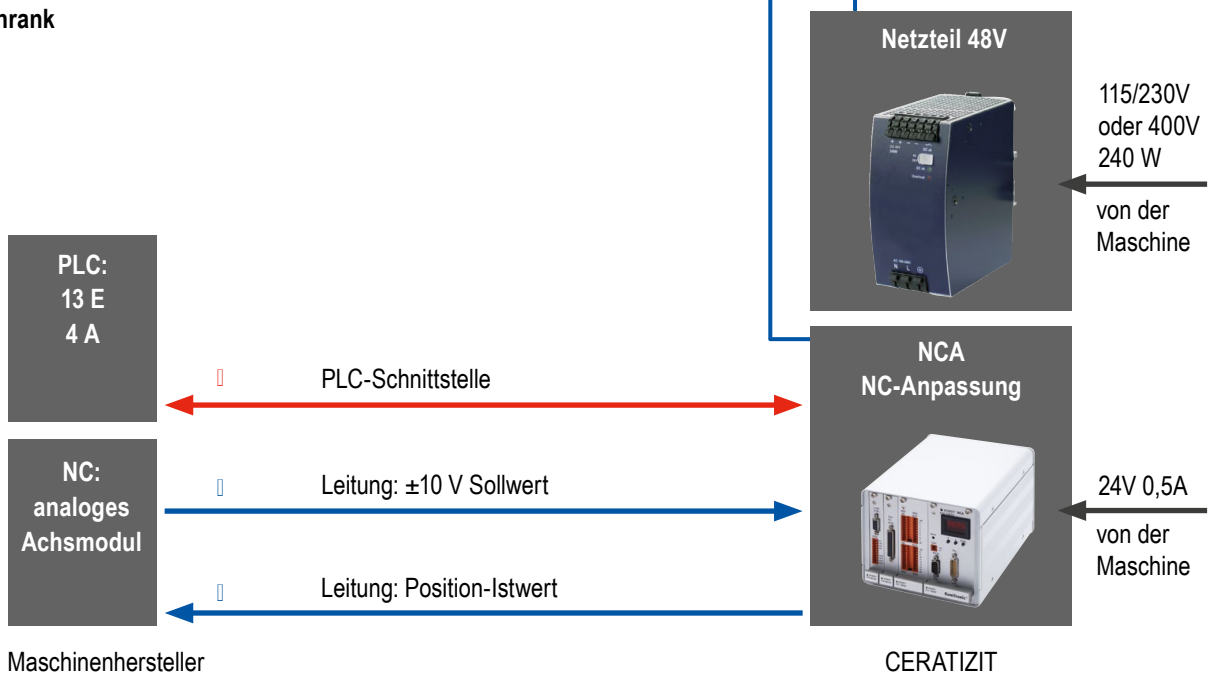 hrank
Netzteil 48V
115/230V
oder 400V
240 W
von der
Maschine
PLC:
13 E
4 A
PLC-Schnittstelle
NCA
NC-Anpassung
NC:
analoges
Achsmodul
Leitung: ±10 V Sollwert
24V 0,5A
von der
Maschine
Leitung: Position-Istwert
Maschinenhersteller
CERATIZIT